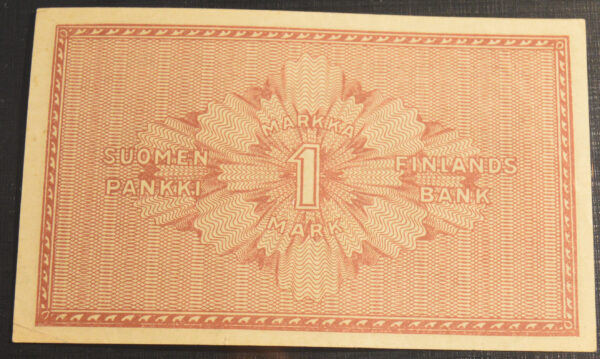 MARKKA
SUOMEN
PANKKI
1
FINLANDS
BANK
MARK